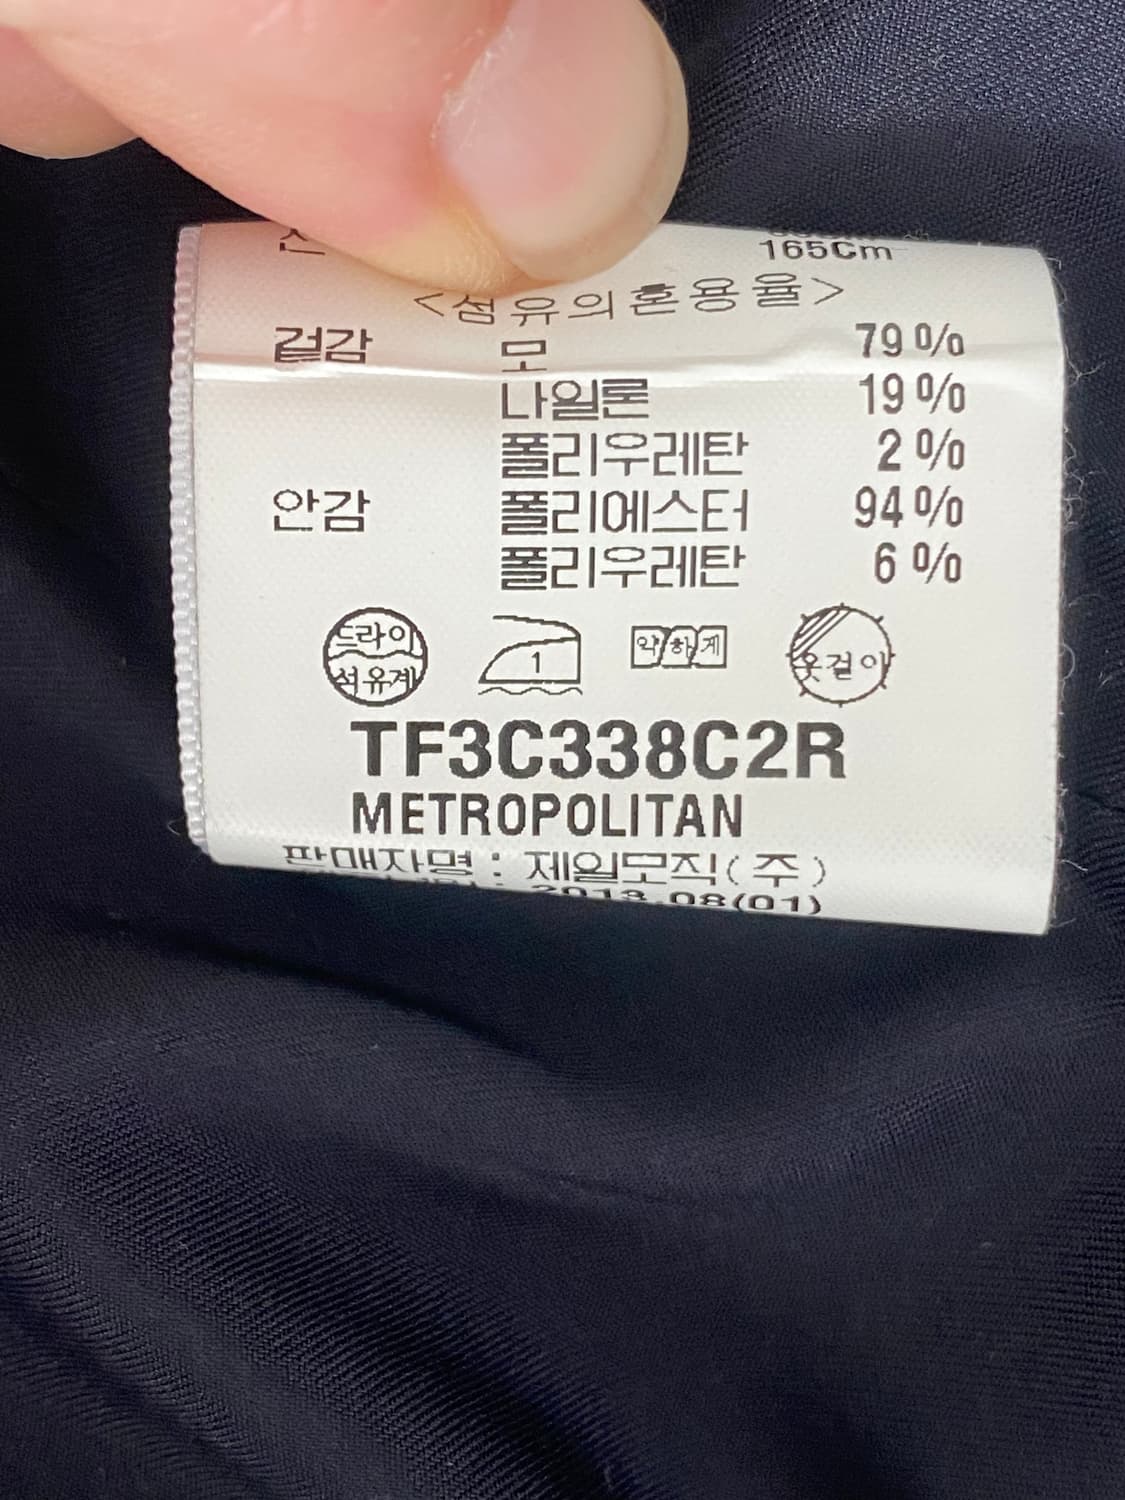 165Cm
<섬유의혼용율>
겉감 모 79%
나일론 19%
폴리우레탄 2%
안감 폴리에스터 94%
폴리우레탄 6%
드라이 석유계
1
약하게
옷걸이
TF3C338C2R
METROPOLITAN
판매자명 : 제일모직(주)
2013.08(01)